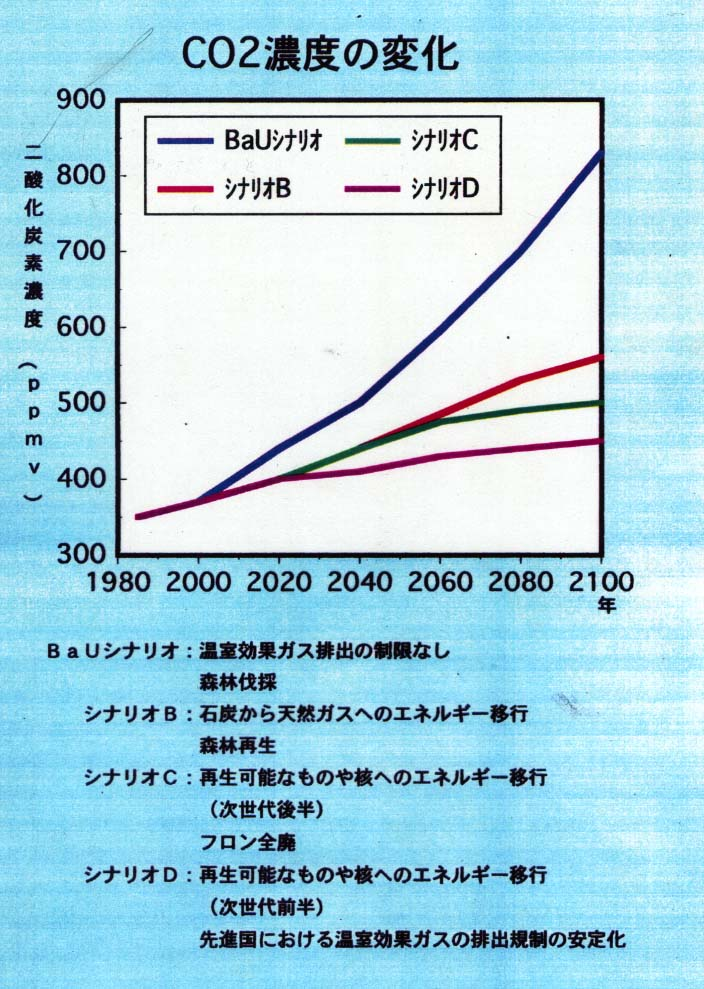 CO2濃度の変化
900
800
700
600
500
400
300
二酸化炭素濃度 (ppmv)
BaUシナリオ
シナリオC
シナリオB
シナリオD
1980 2000 2020 2040 2060 2080 2100
年
BaUシナリオ：温室効果ガス排出の制限なし
森林伐採
シナリオB：石炭から天然ガスへのエネルギー移行
森林再生
シナリオC：再生可能なものや核へのエネルギー移行
（次世代後半）
フロン全廃
シナリオD：再生可能なものや核へのエネルギー移行
（次世代前半）
先進国における温室効果ガスの排出規制の安定化